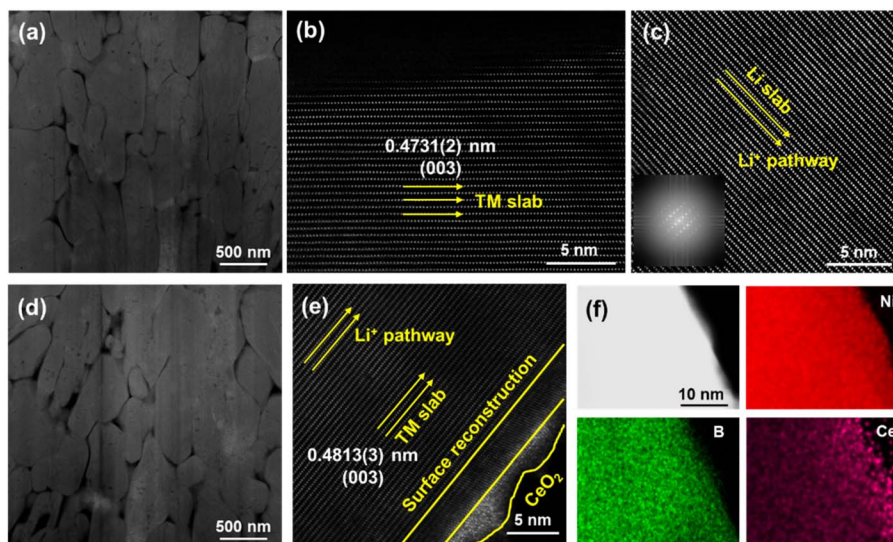 (a)
500 nm
(b)
0.4731(2) nm
(003)
TM slab
5 nm
(c)
Li slab
Li⁺ pathway
5 nm
(d)
500 nm
(e)
Li⁺ pathway
TM slab
0.4813(3) nm
(003)
Surface reconstruction
CeO₂
5 nm
(f)
10 nm
B
Ce